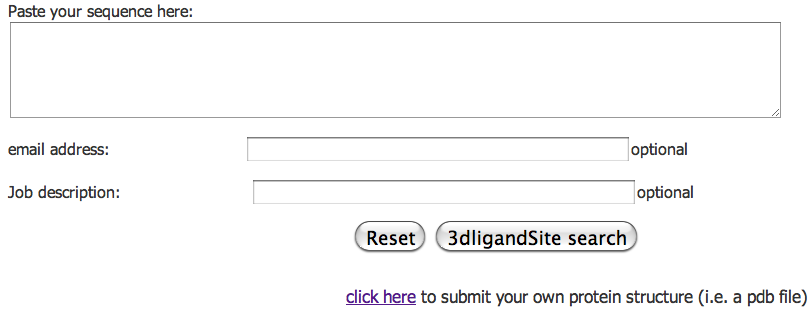 Paste your sequence here:
email address: optional
Job description: optional
Reset 3dligandSite search
click here to submit your own protein structure (i.e. a pdb file)